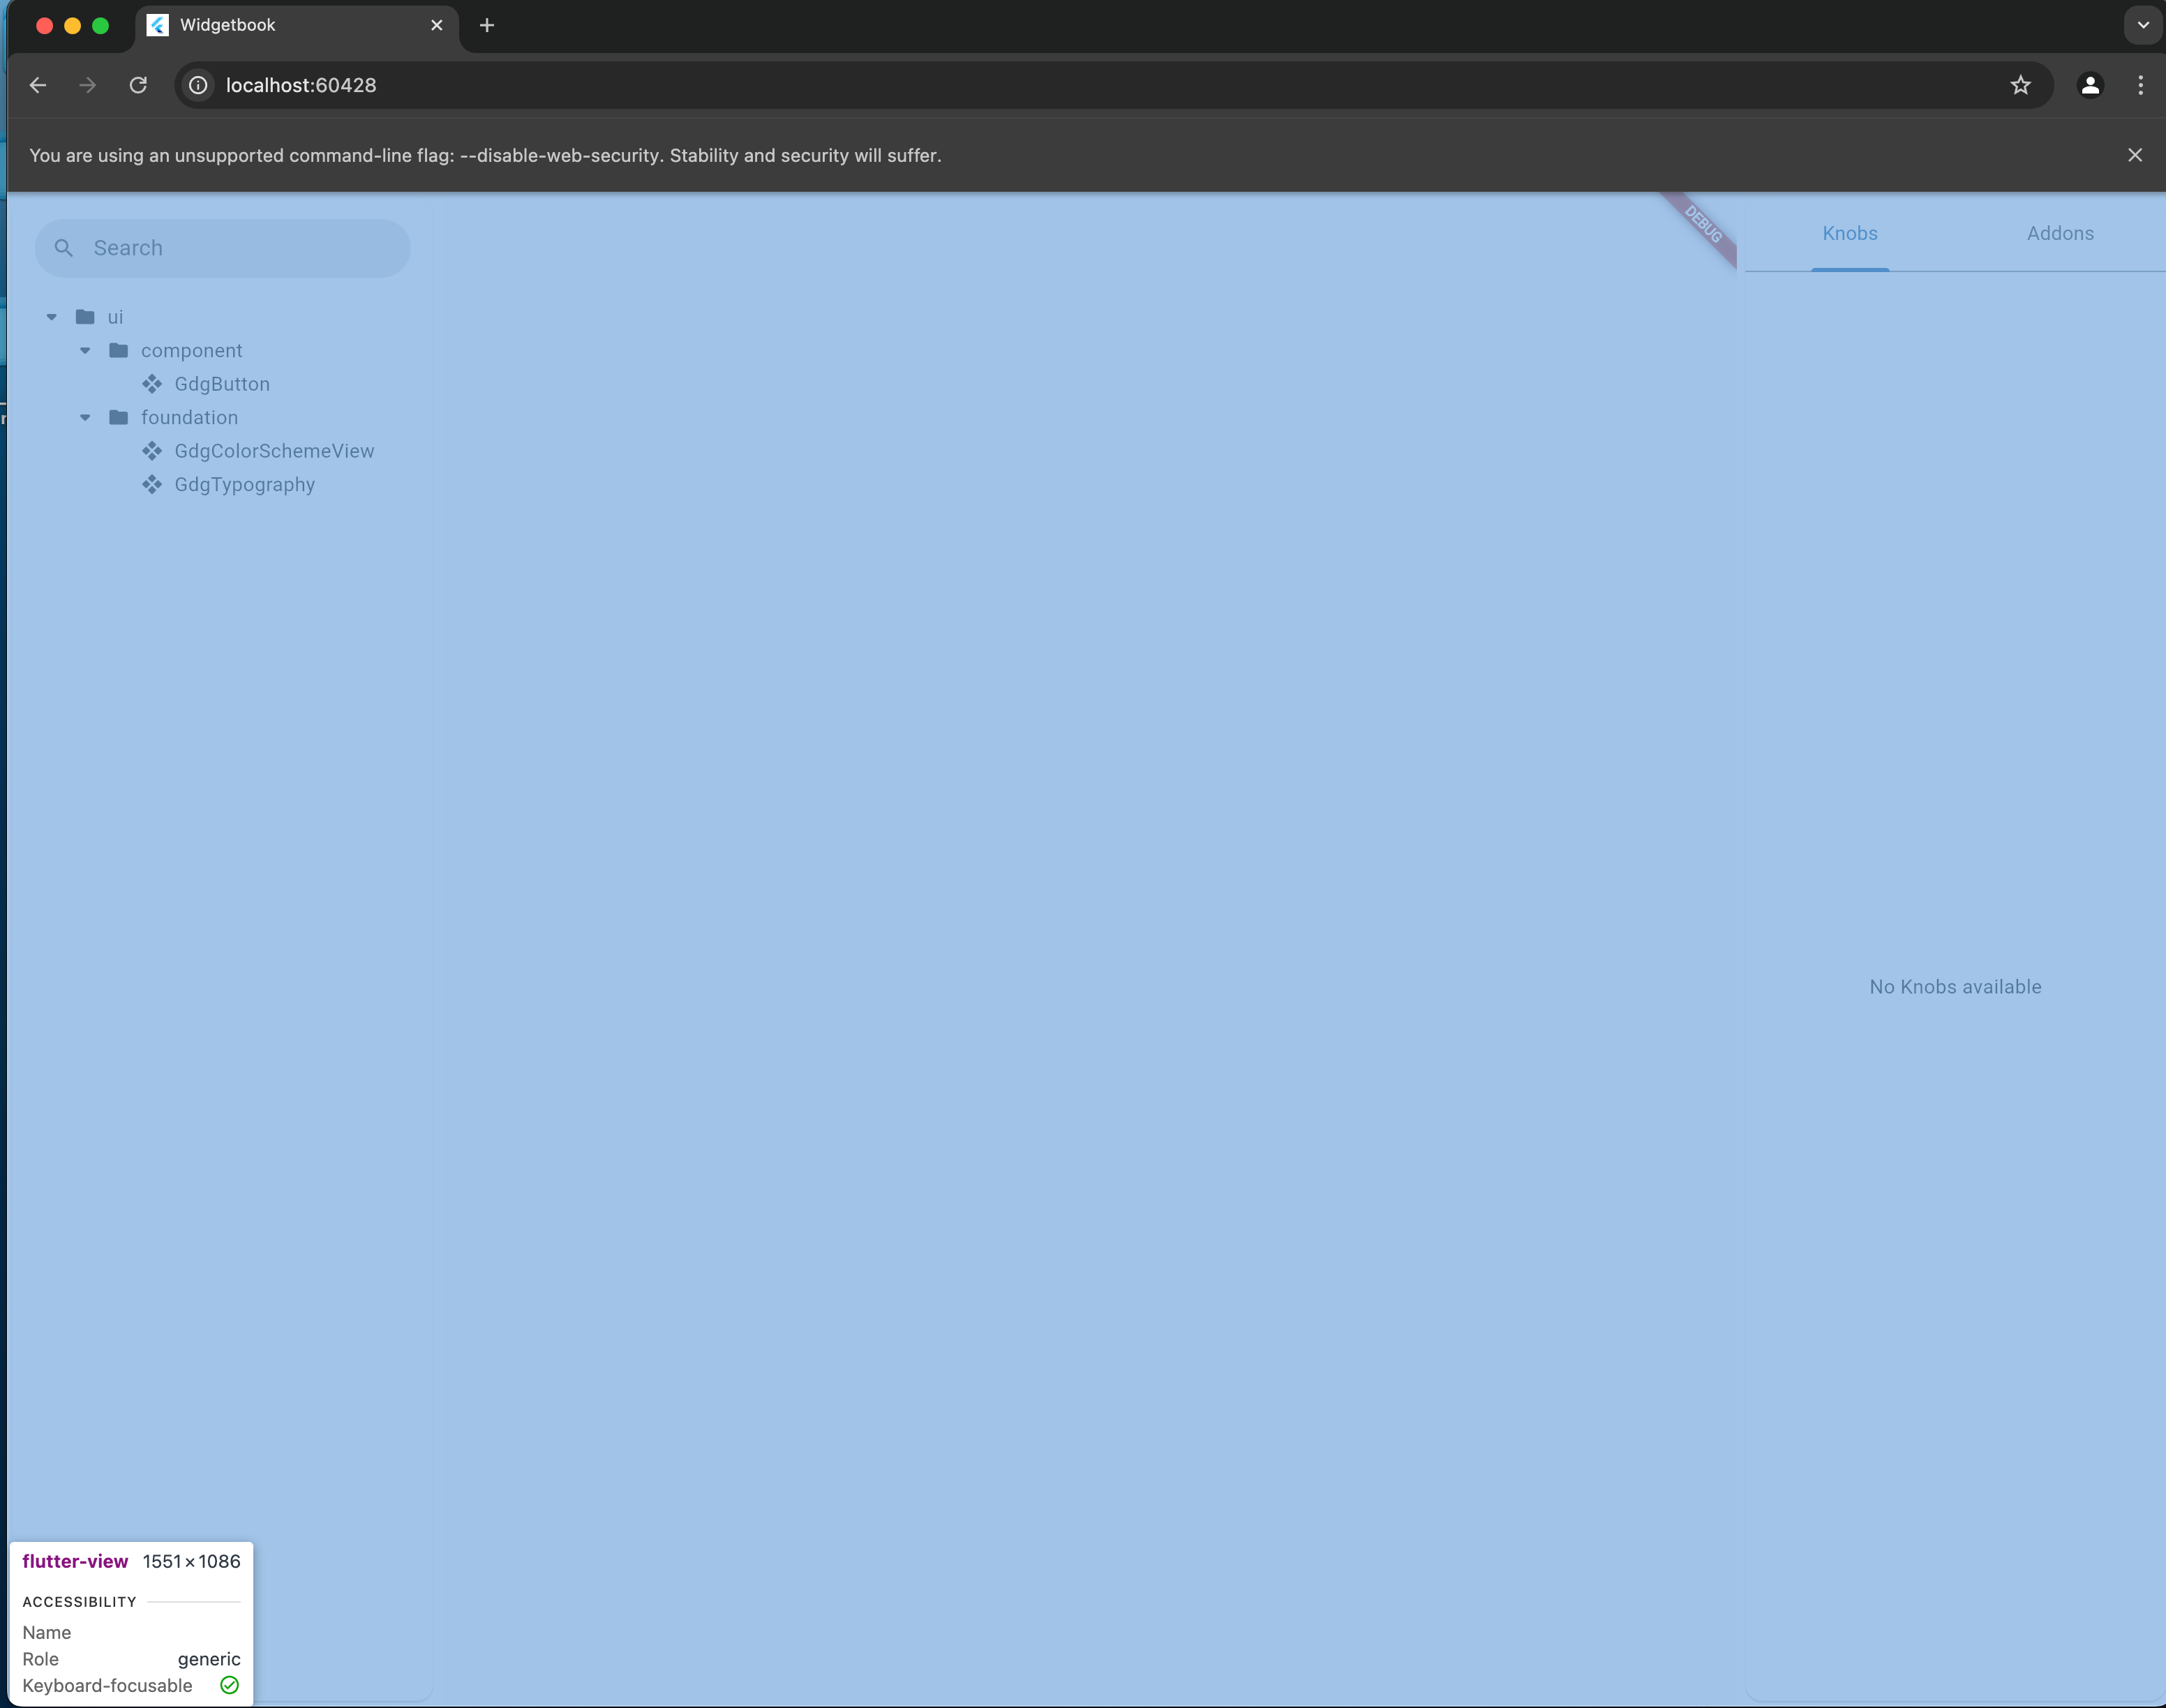 Widgetbook
localhost:60428
You are using an unsupported command-line flag: --disable-web-security. Stability and security will suffer.
Search
ui
component
GdgButton
foundation
GdgColorSchemeView
GdgTypography
DEBUG
Knobs Addons
No Knobs available
flutter-view 1551×1086
ACCESSIBILITY
Name
Role generic
Keyboard-focusable